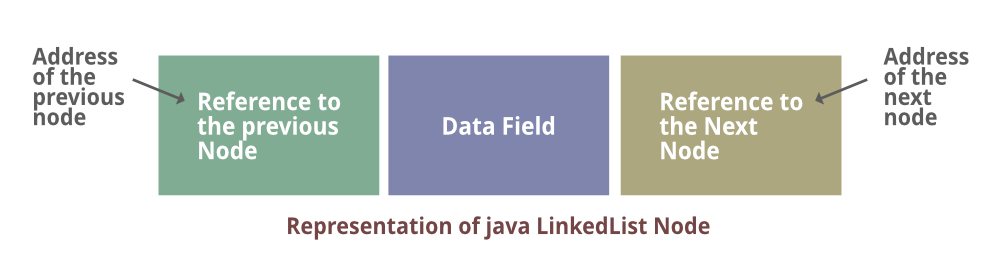 Address
of the
previous
node
Reference to
the previous
Node
Data Field
Reference to
the Next
Node
Address
of the
next
node
Representation of java LinkedList Node